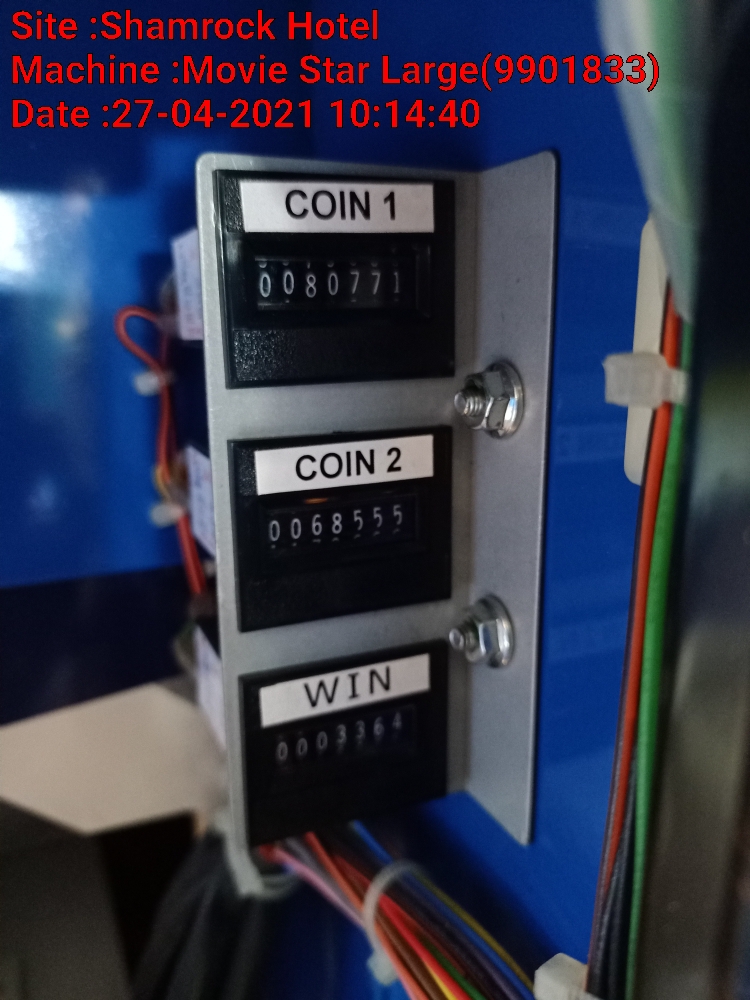 Site :Shamrock Hotel
Machine :Movie Star Large(9901833)
Date :27-04-2021 10:14:40
COIN 1
0080771
COIN 2
0068555
WIN
0003364